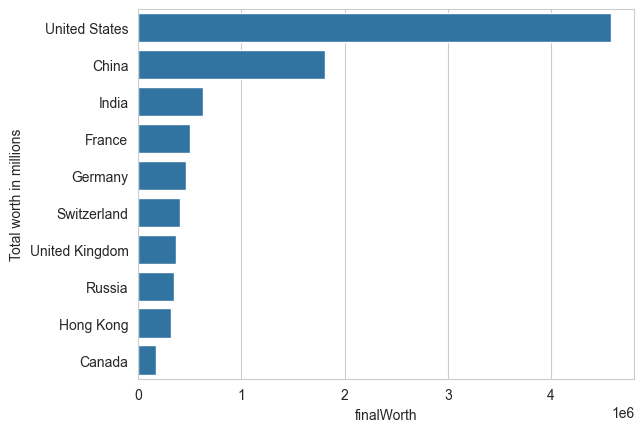 Total worth in millions
United States
China
India
France
Germany
Switzerland
United Kingdom
Russia
Hong Kong
Canada
0 1 2 3 4
1e6
finalWorth